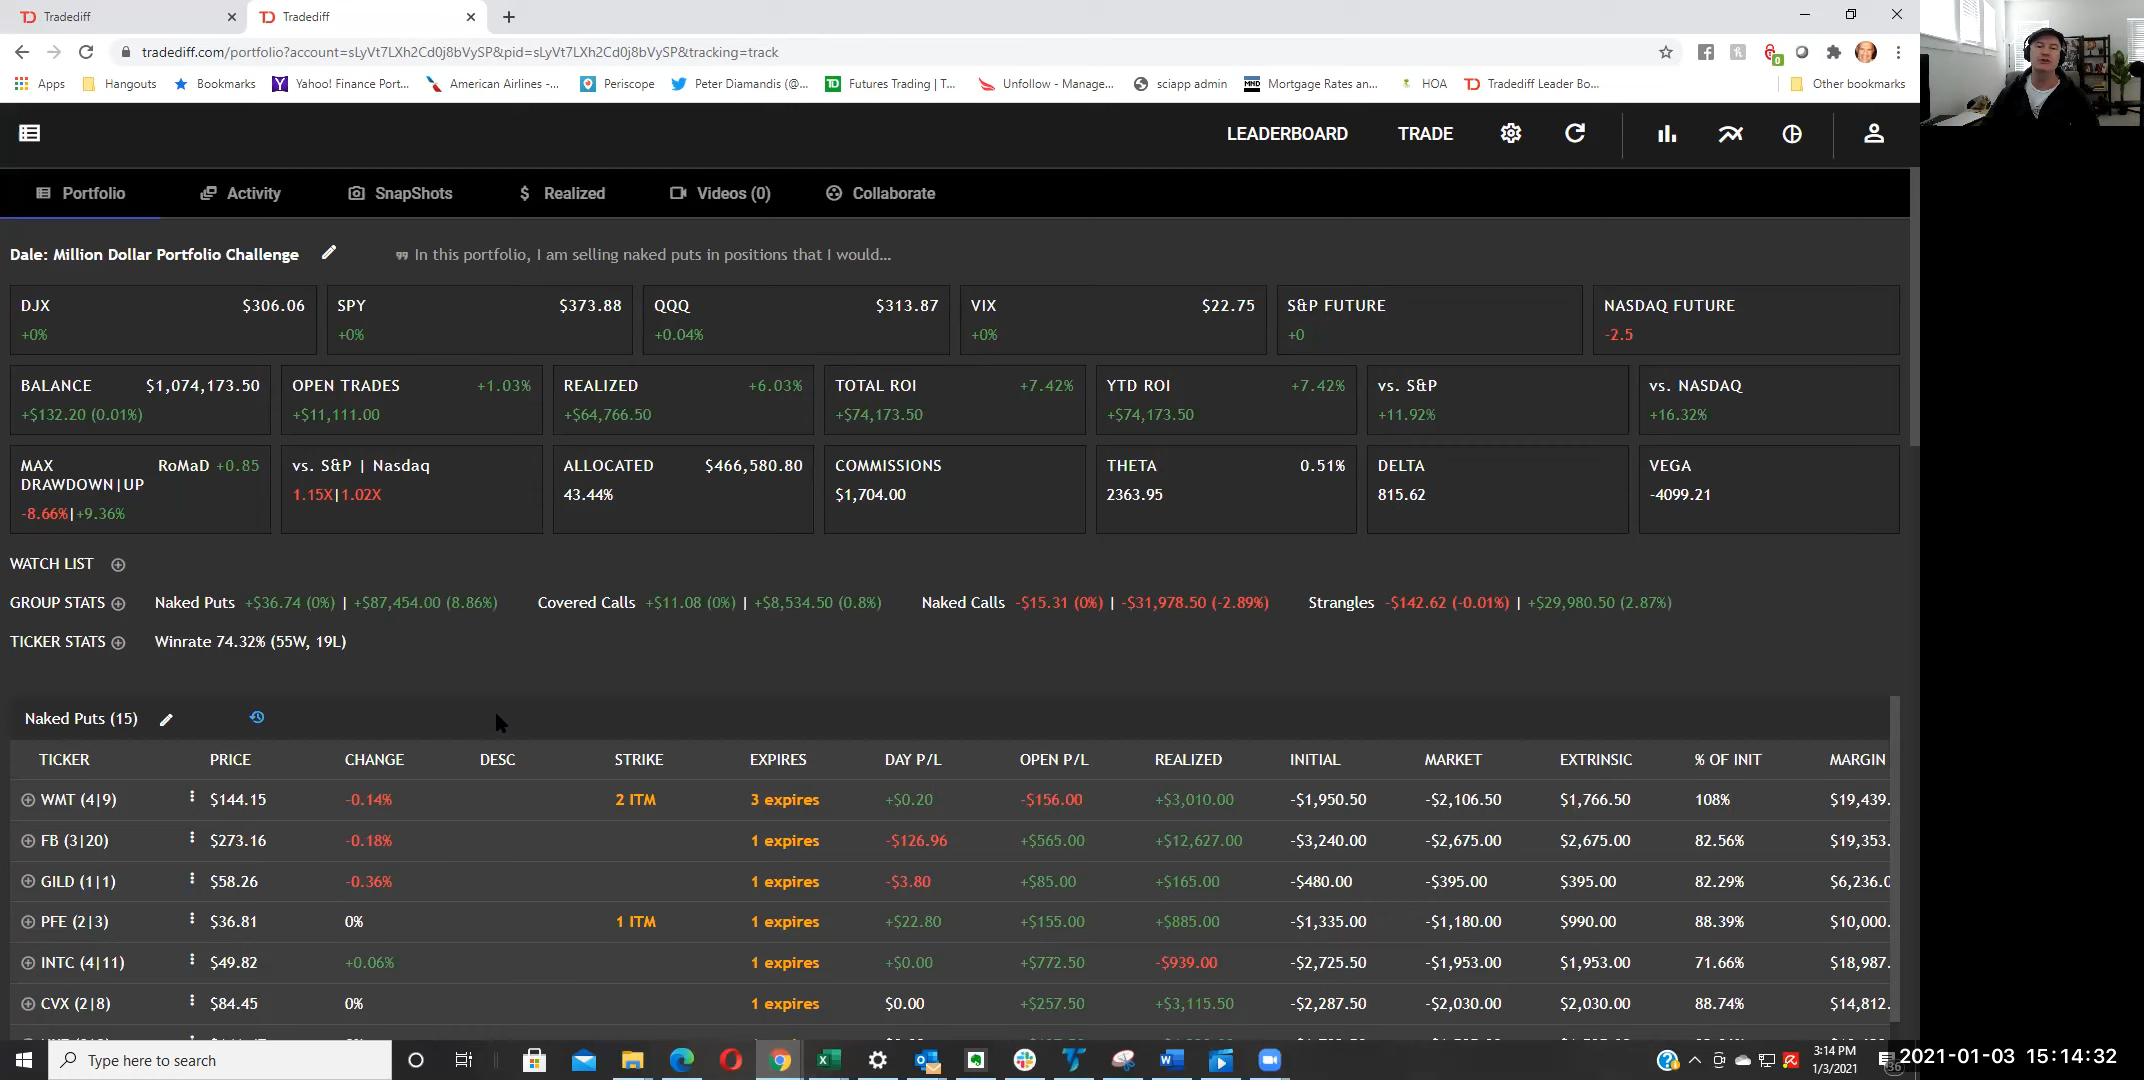 Tradediff
Tradediff
tradediff.com/portfolio?account=sLyVt7LXh2Cd0j8bVySP&pid=sLyVt7LXh2Cd0j8bVySP&tracking=track
Apps Hangouts Bookmarks Yahoo! Finance Port... American Airlines -... Periscope Peter Diamandis (@... Futures Trading | T... Unfollow - Manage... sciapp admin Mortgage Rates an... HOA Tradediff Leader Bo... Other bookmarks
LEADERBOARD TRADE
Portfolio Activity SnapShots Realized Videos (0) Collaborate
Dale: Million Dollar Portfolio Challenge In this portfolio, I am selling naked puts in positions that I would...
DJX $306.06 SPY $373.88 QQQ $313.87 VIX $22.75 S&P FUTURE NASDAQ FUTURE
+0% +0% +0.04% +0% +0 -2.5
BALANCE $1,074,173.50 OPEN TRADES +1.03% REALIZED +6.03% TOTAL ROI +7.42% YTD ROI +7.42% vs. S&P vs. NASDAQ
+$132.20 (0.01%) +$11,111.00 +$64,766.50 +$74,173.50 +$74,173.50 +11.92% +16.32%
MAX DRAWDOWN|UP RoMaD +0.85 vs. S&P | Nasdaq ALLOCATED $466,580.80 COMMISSIONS THETA 0.51% DELTA VEGA
-8.66%|+9.36% 1.15X|1.02X 43.44% $1,704.00 2363.95 815.62 -4099.21
WATCH LIST
GROUP STATS Naked Puts +$36.74 (0%) | +$87,454.00 (8.86%) Covered Calls +$11.08 (0%) | +$8,534.50 (0.8%) Naked Calls -$15.31 (0%) | -$31,978.50 (-2.89%) Strangles -$142.62 (-0.01%) | +$29,980.50 (2.87%)
TICKER STATS Winrate 74.32% (55W, 19L)
Naked Puts (15)
TICKER PRICE CHANGE DESC STRIKE EXPIRES DAY P/L OPEN P/L REALIZED INITIAL MARKET EXTRINSIC % OF INIT MARGIN
WMT (4|9) $144.15 -0.14% 2 ITM 3 expires +$0.20 -$156.00 +$3,010.00 -$1,950.50 -$2,106.50 $1,766.50 108% $19,439.
FB (3|20) $273.16 -0.18% 1 expires -$126.96 +$565.00 +$12,627.00 -$3,240.00 -$2,675.00 $2,675.00 82.56% $19,353.
GILD (1|1) $58.26 -0.36% 1 expires -$3.80 +$85.00 +$165.00 -$480.00 -$395.00 $395.00 82.29% $6,236.0
PFE (2|3) $36.81 0% 1 ITM 1 expires +$22.80 +$155.00 +$885.00 -$1,335.00 -$1,180.00 $990.00 88.39% $10,000.
INTC (4|11) $49.82 +0.06% 1 expires +$0.00 +$772.50 -$939.00 -$2,725.50 -$1,953.00 $1,953.00 71.66% $18,987.
CVX (2|8) $84.45 0% 1 expires $0.00 +$257.50 +$3,115.50 -$2,287.50 -$2,030.00 $2,030.00 88.74% $14,812.
Type here to search
3:14 PM
1/3/2021
2021-01-03 15:14:32